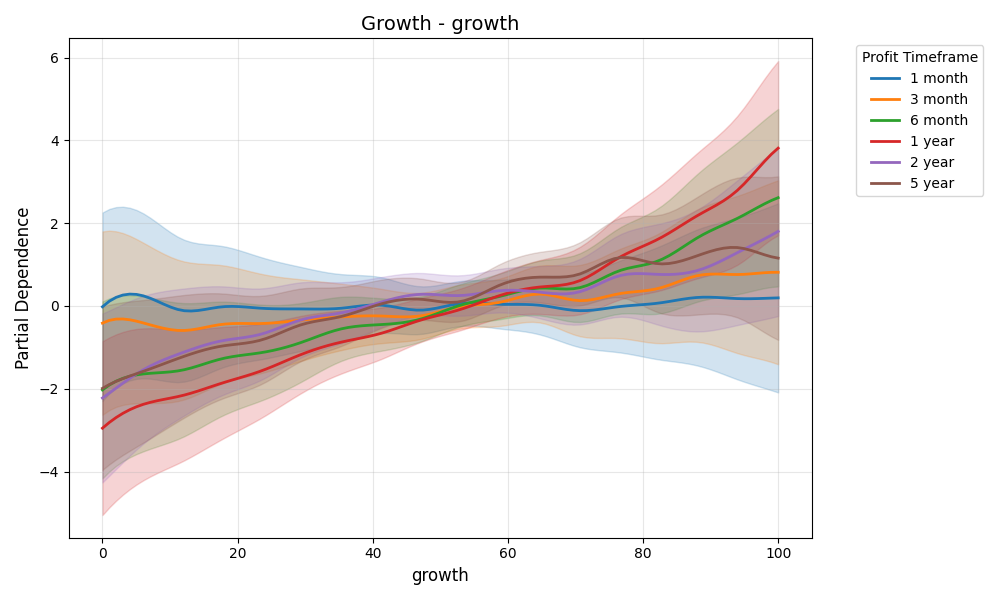 Growth - growth
Partial Dependence
6
4
2
0
−2
−4
0
20
40
60
80
100
growth
Profit Timeframe
1 month
3 month
6 month
1 year
2 year
5 year